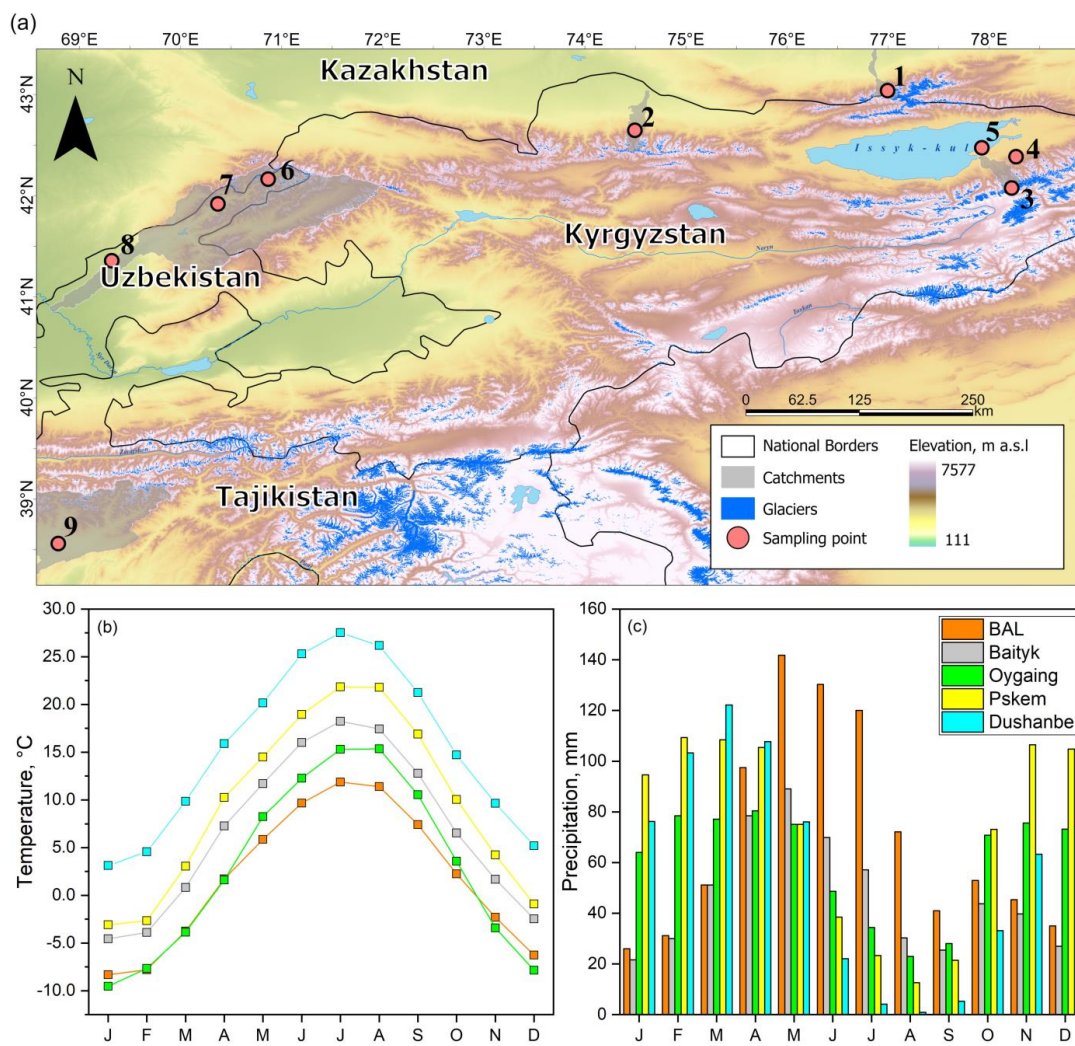 (a)
69°E 70°E 71°E 72°E 73°E 74°E 75°E 76°E 77°E 78°E
43°N
42°N
41°N
40°N
39°N
N
Kazakhstan
1
2
Issyk-kul
5
4
3
6
7
8
Kyrgyzstan
Uzbekistan
Naryn
Syr Darya
0 62.5 125 250
km
National Borders
Catchments
Glaciers
Sampling point
Elevation, m a.s.l
7577
111
Tajikistan
9
(b)
Temperature, °C
30.0
25.0
20.0
15.0
10.0
5.0
0.0
-5.0
-10.0
J F M A M J J A S O N D
(c)
Precipitation, mm
160
140
120
100
80
60
40
20
0
BAL
Baityk
Oygaing
Pskem
Dushanbe
J F M A M J J A S O N D